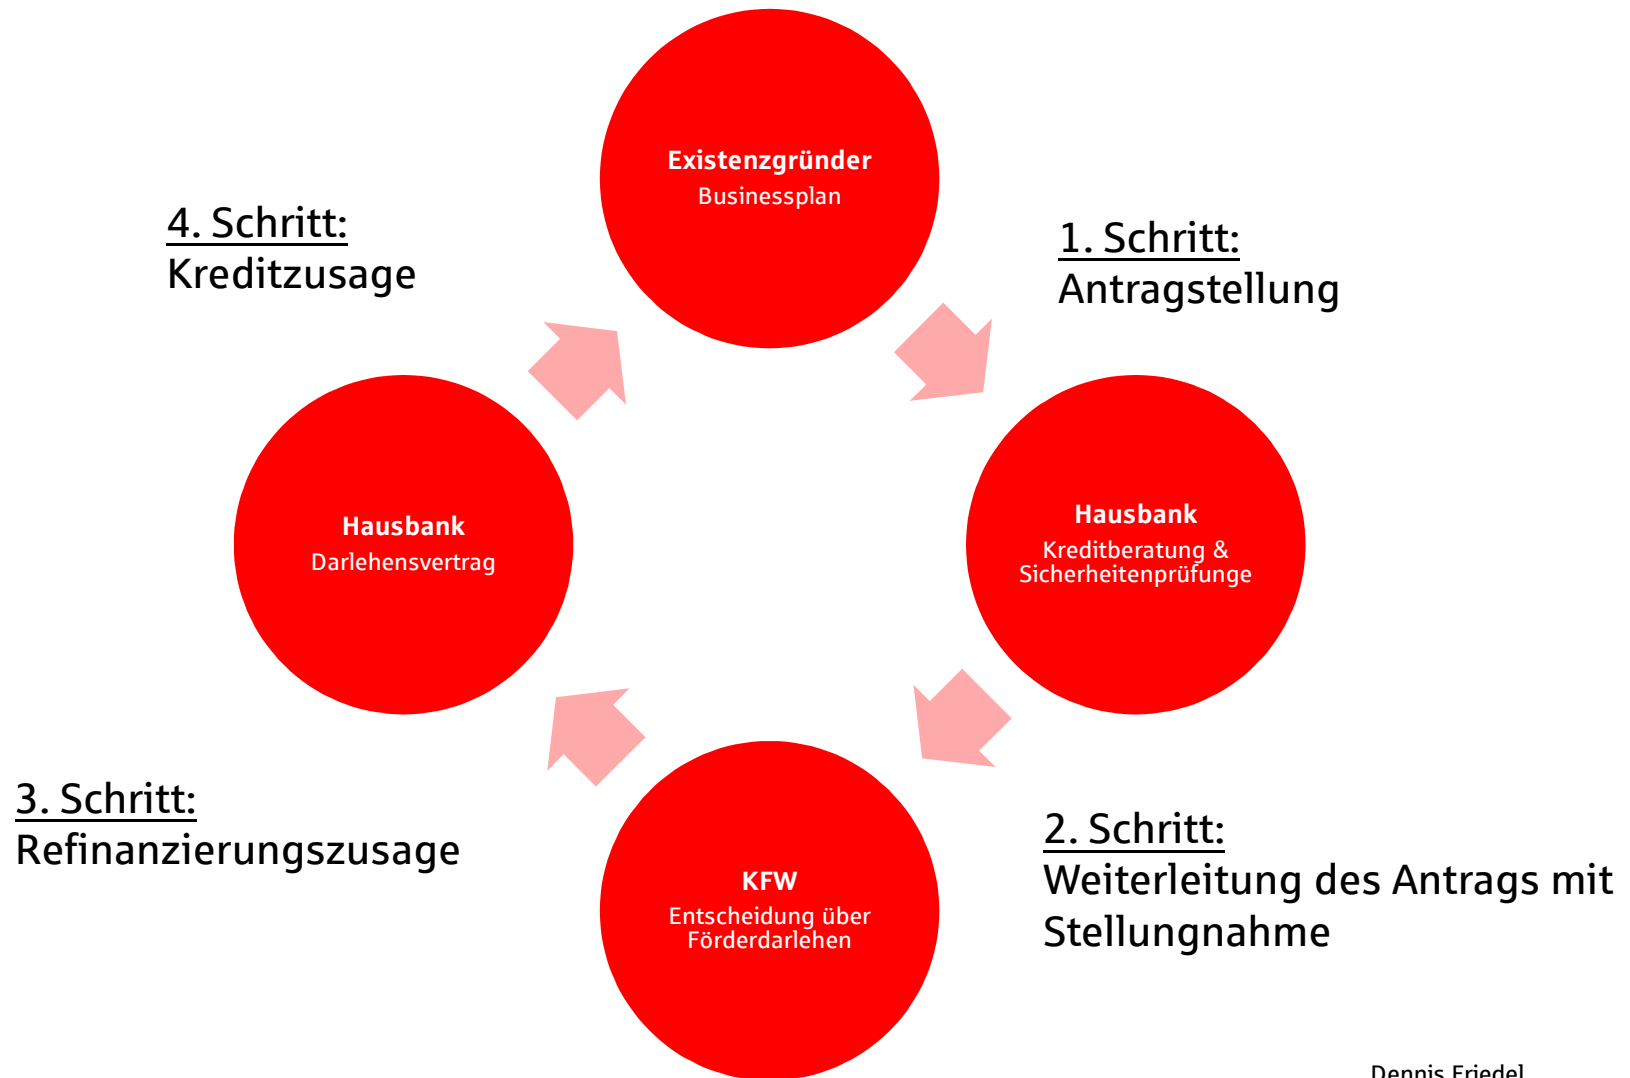 Existenzgründer
Businessplan
1. Schritt:
Antragstellung
Hausbank
Kreditberatung &
Sicherheitenprüfunge
2. Schritt:
Weiterleitung des Antrags mit
Stellungnahme
KFW
Entscheidung über
Förderdarlehen
3. Schritt:
Refinanzierungszusage
Hausbank
Darlehensvertrag
4. Schritt:
Kreditzusage
Dennis Friedel